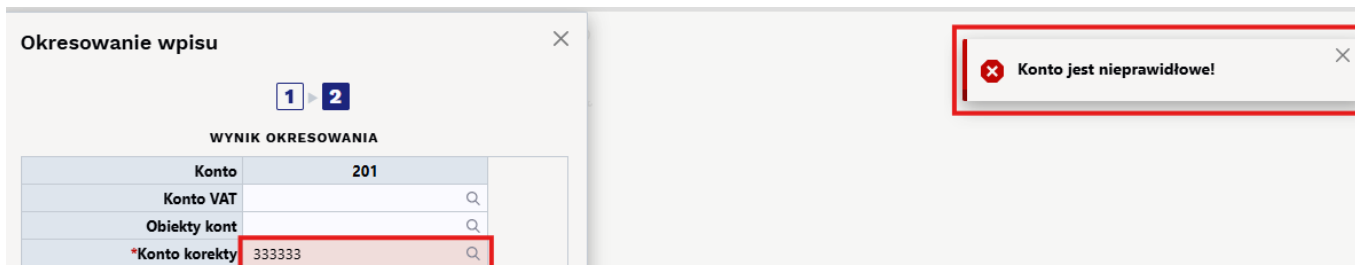 Okresowanie wpisu
Konto jest nieprawidłowe!
1 2
WYNIK OKRESOWANIA
Konto 201
Konto VAT
Obiekty kont
*Konto korekty 333333